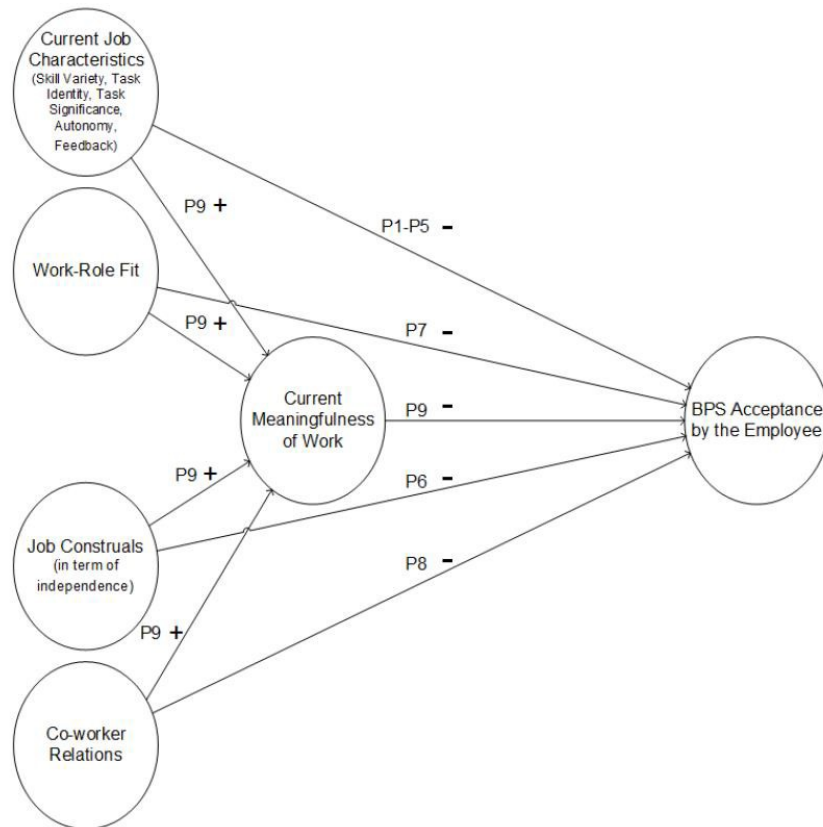 Current Job
Characteristics
(Skill Variety, Task
Identity, Task
Significance,
Autonomy,
Feedback)
P9 +
P1-P5 -
Work-Role Fit
P9 +
P7 -
Current
Meaningfulness
of Work
P9 -
BPS Acceptance
by the Employee
P9 +
P6 -
Job Construals
(in term of
independence)
P8 -
P9 +
Co-worker
Relations